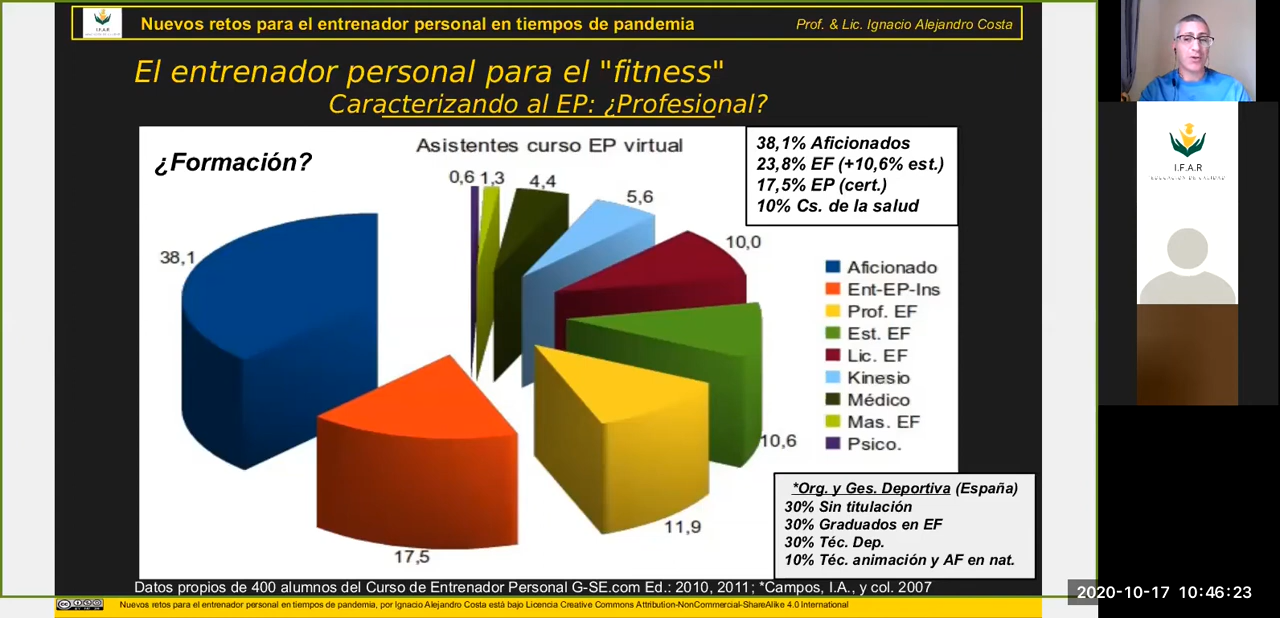 I.F.A.R
Nuevos retos para el entrenador personal en tiempos de pandemia
Prof. & Lic. Ignacio Alejandro Costa
El entrenador personal para el "fitness"
Caracterizando al EP: ¿Profesional?
¿Formación?
Asistentes curso EP virtual
38,1% Aficionados
23,8% EF (+10,6% est.)
17,5% EP (cert.)
10% Cs. de la salud
0,6
1,3
4,4
5,6
10,0
38,1
10,6
11,9
17,5
Aficionado
Ent-EP-Ins
Prof. EF
Est. EF
Lic. EF
Kinesio
Médico
Mas. EF
Psico.
*Org. y Ges. Deportiva (España)
30% Sin titulación
30% Graduados en EF
30% Téc. Dep.
10% Téc. animación y AF en nat.
Datos propios de 400 alumnos del Curso de Entrenador Personal G-SE.com Ed.: 2010, 2011; *Campos, I.A., y col. 2007
Nuevos retos para el entrenador personal en tiempos de pandemia, por Ignacio Alejandro Costa está bajo Licencia Creative Commons Attribution-NonCommercial-ShareAlike 4.0 International
I.F.A.R
2020-10-17 10:46:23